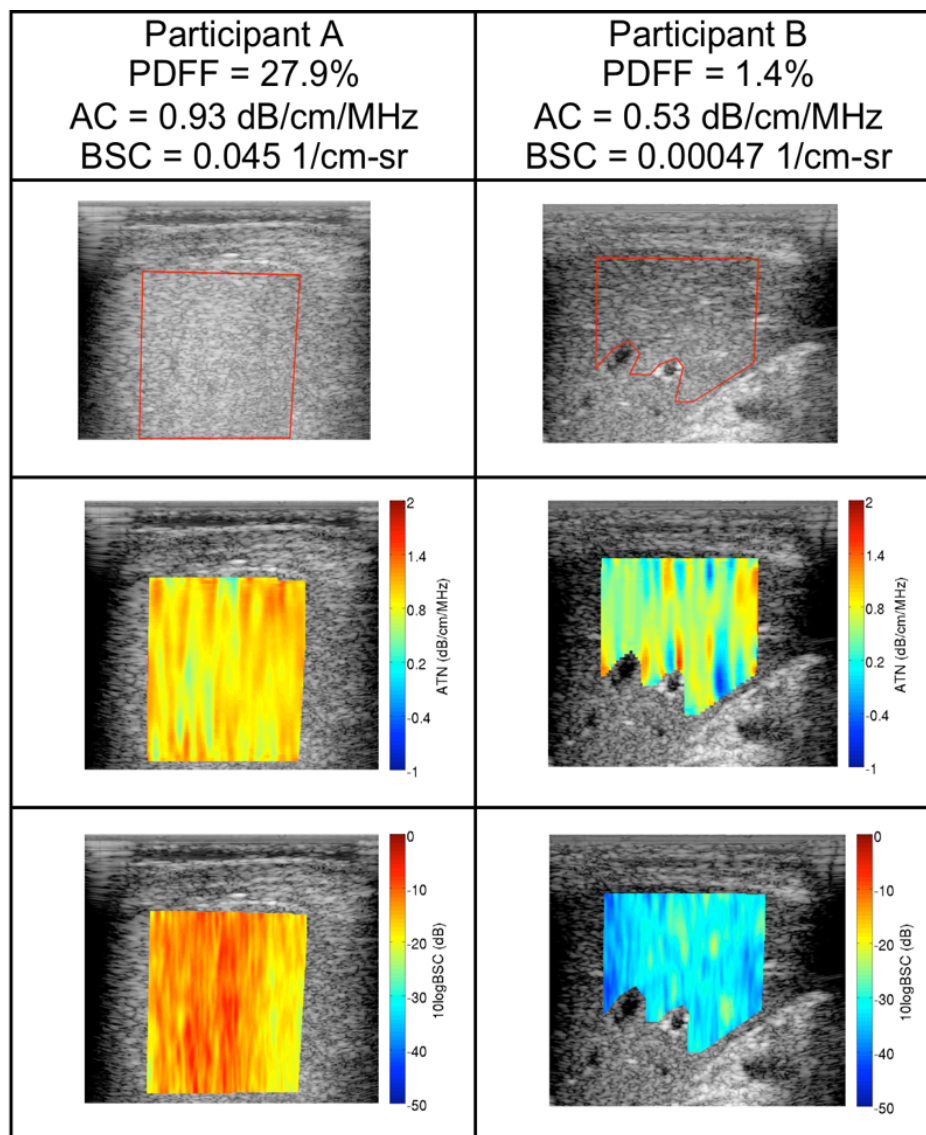 Participant A
PDFF = 27.9%
AC = 0.93 dB/cm/MHz
BSC = 0.045 1/cm-sr
Participant B
PDFF = 1.4%
AC = 0.53 dB/cm/MHz
BSC = 0.00047 1/cm-sr
2
1.4
0.8
0.2
-0.4
-1
ATN (dB/cm/MHz)
2
1.4
0.8
0.2
-0.4
-1
ATN (dB/cm/MHz)
0
-10
-20
-30
-40
-50
10logBSC (dB)
0
-10
-20
-30
-40
-50
10logBSC (dB)